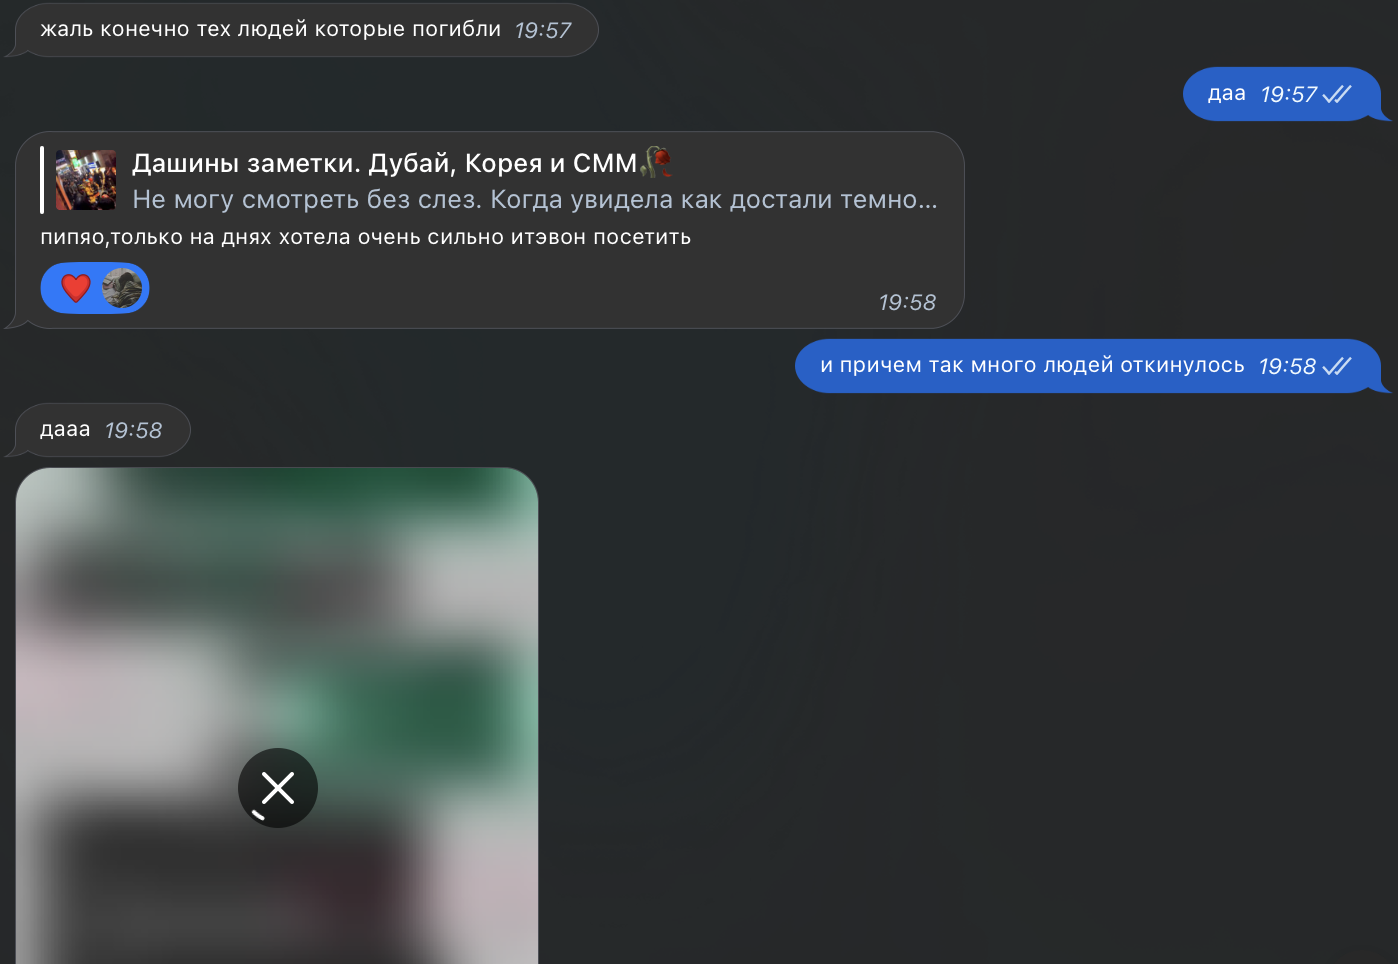 жаль конечно тех людей которые погибли 19:57
даа 19:57
Дашины заметки. Дубай, Корея и СММ🥀
Не могу смотреть без слез. Когда увидела как достали темно...
пипяо,только на днях хотела очень сильно итэвон посетить
19:58
и причем так много людей откинулось 19:58
дааа 19:58